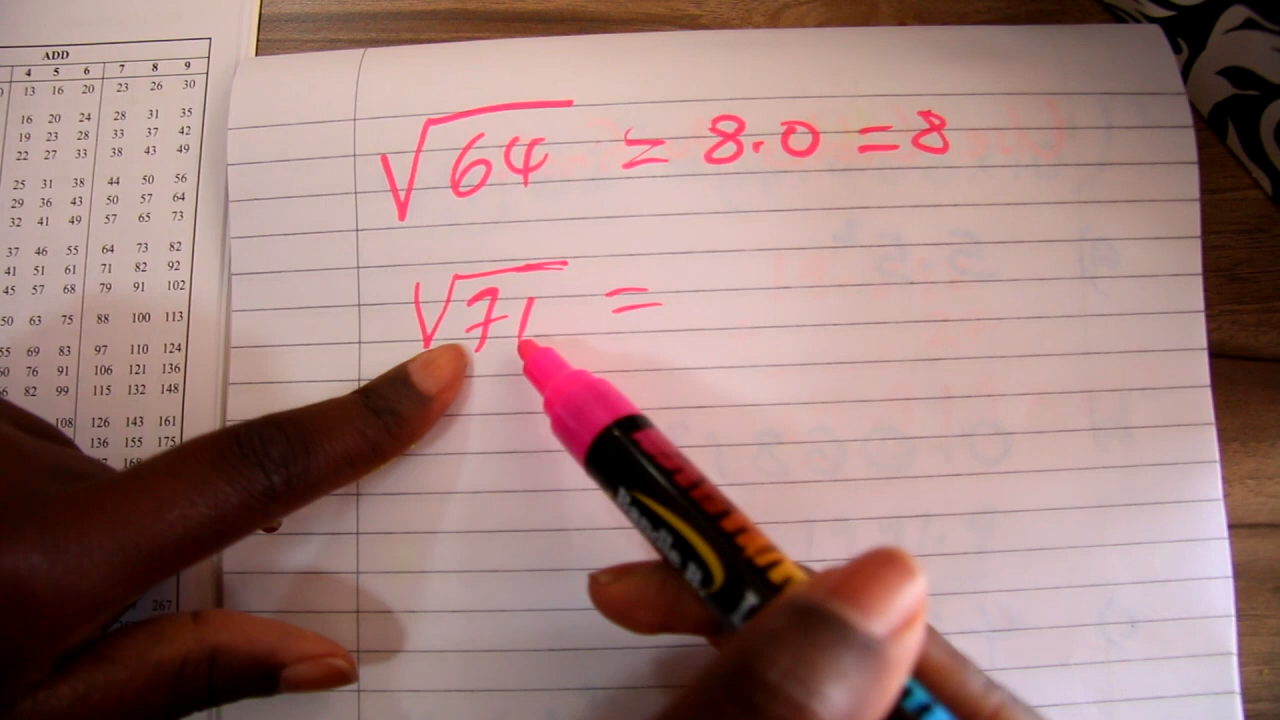 ADD
4 5 6 7 8 9
13 16 20 23 26 30
16 20 24 28 31 35
19 23 28 33 37 42
22 27 33 38 43 49
25 31 38 44 50 56
29 36 43 50 57 64
32 41 49 57 65 73
37 46 55 64 73 82
41 51 61 71 82 92
45 57 68 79 91 102
50 63 75 88 100 113
69 83 97 110 124
76 91 106 121 136
82 99 115 132 148
108 126 143 161
136 155 175
267
√64 = 8.0 = 8
√71 =